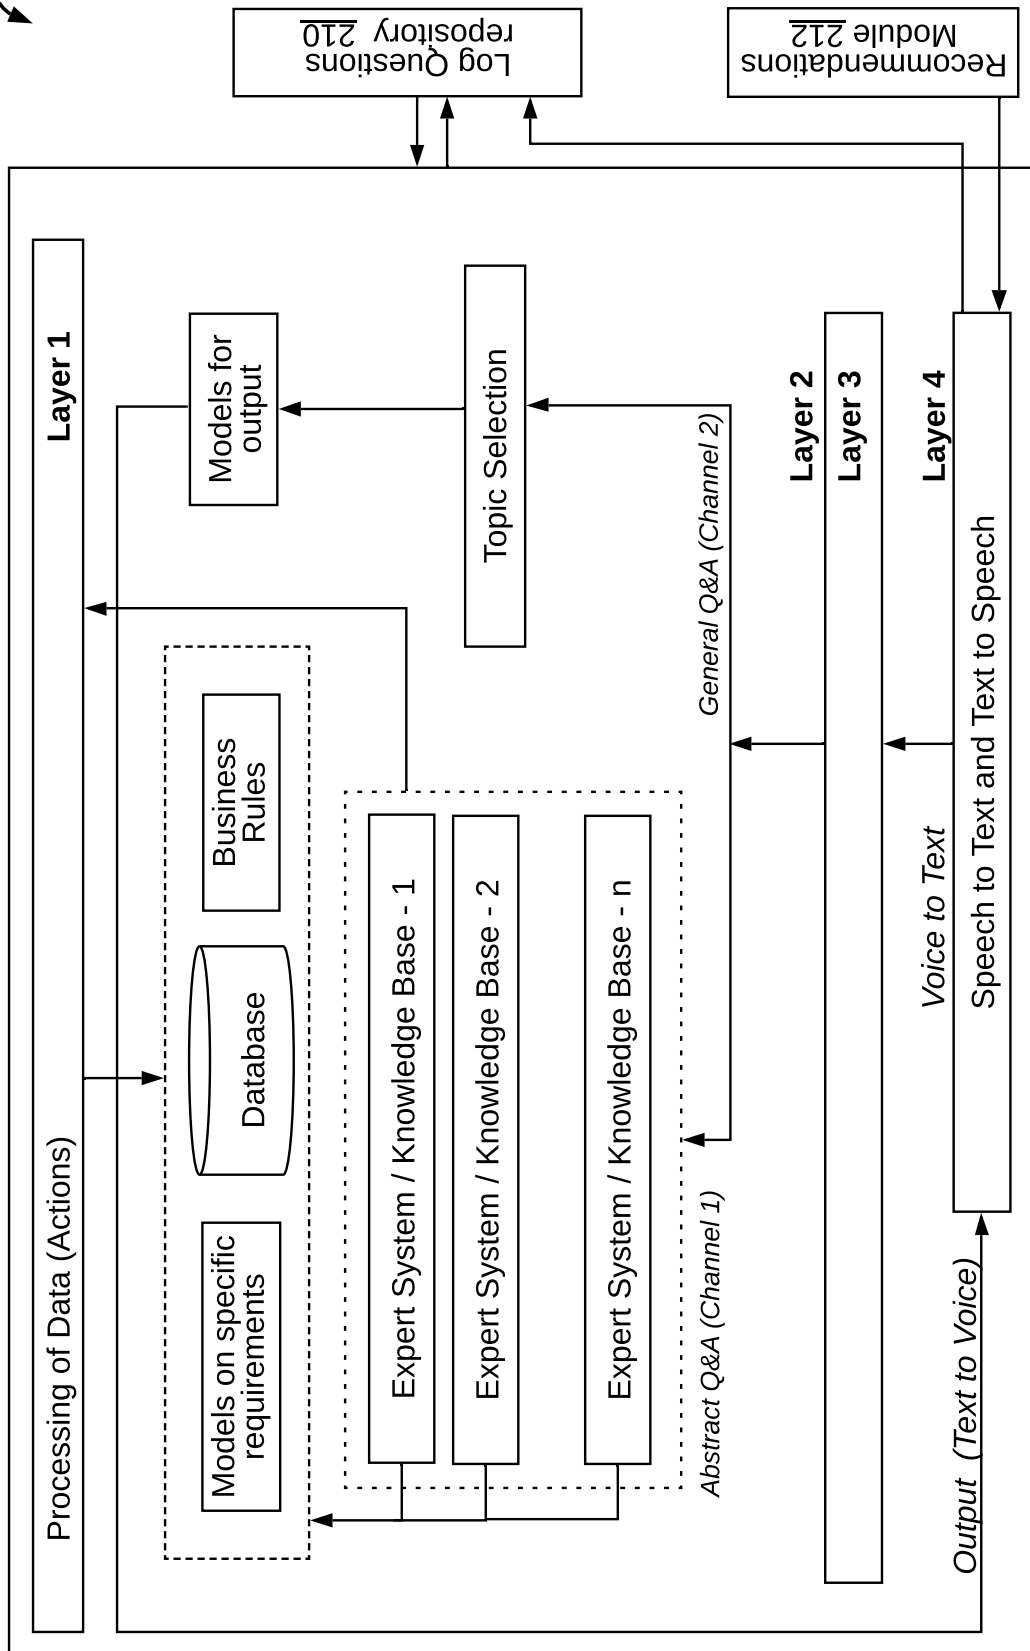 Log Questions
repository 210
Recommendations
Module 212
Layer 1
Processing of Data (Actions)
Models for
output
Topic Selection
Business
Rules
Database
Models on specific
requirements
Expert System / Knowledge Base - 1
Expert System / Knowledge Base - 2
Expert System / Knowledge Base - n
General Q&A (Channel 2)
Abstract Q&A (Channel 1)
Layer 2
Layer 3
Layer 4
Voice to Text
Speech to Text and Text to Speech
Output (Text to Voice)